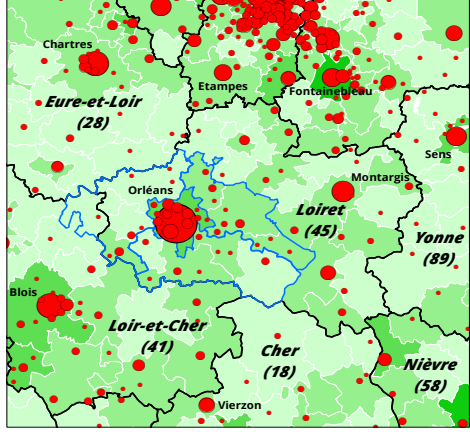 Chartres
Etampes
Fontainebleau
Eure-et-Loir
(28)
Sens
Montargis
Orléans
Loiret
(45)
Yonne
(89)
Blois
Loir-et-Cher
(41)
Cher
(18)
Nièvre
(58)
Vierzon